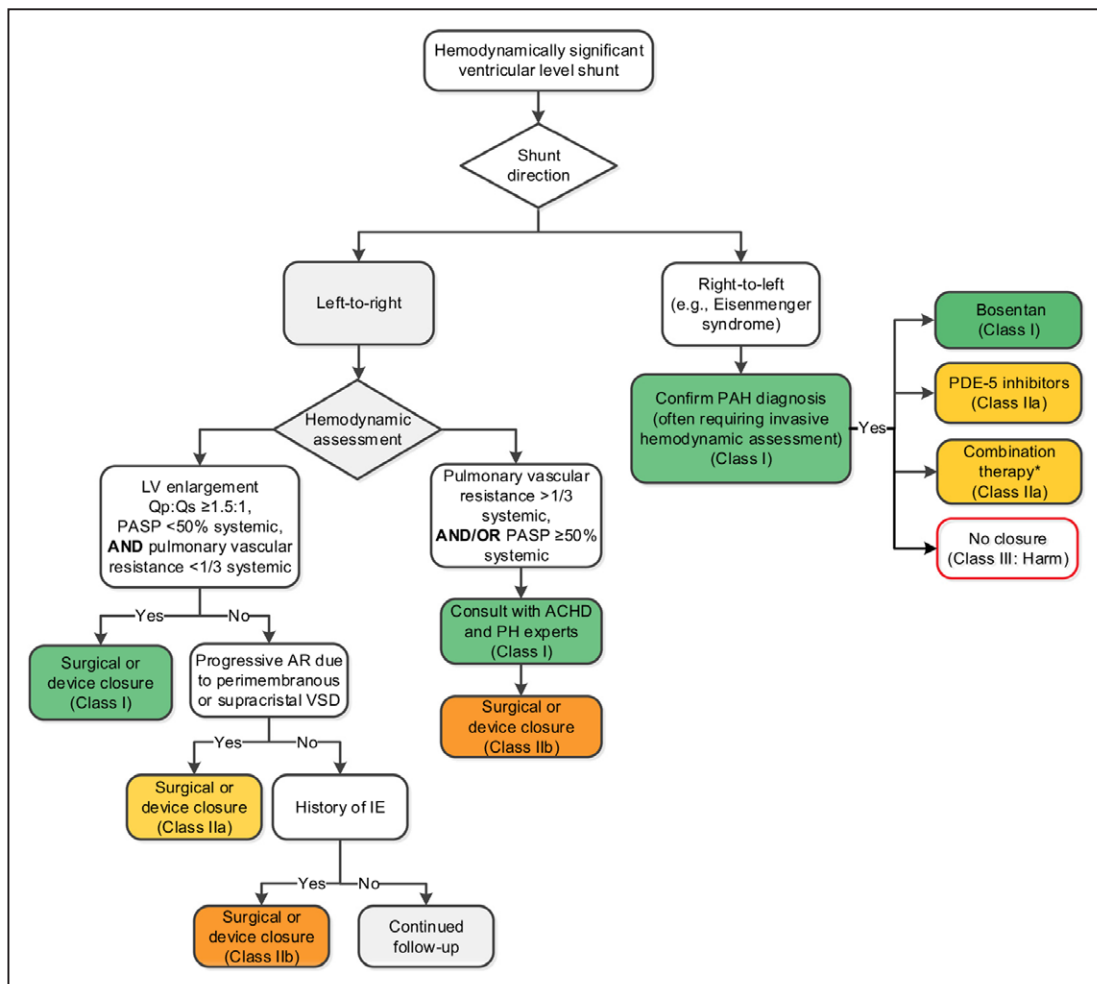 Hemodynamically significant
ventricular level shunt
Shunt
direction
Left-to-right
Right-to-left
(e.g., Eisenmenger
syndrome)
Bosentan
(Class I)
PDE-5 inhibitors
(Class IIa)
Combination
therapy*
(Class IIa)
No closure
(Class III: Harm)
Confirm PAH diagnosis
(often requiring invasive
hemodynamic assessment)
(Class I)
Yes
Hemodynamic
assessment
LV enlargement
Qp:Qs ≥1.5:1,
PASP <50% systemic,
AND pulmonary vascular
resistance <1/3 systemic
Pulmonary vascular
resistance >1/3
systemic,
AND/OR PASP ≥50%
systemic
Yes
No
Consult with ACHD
and PH experts
(Class I)
Surgical or
device closure
(Class I)
Progressive AR due
to perimembranous
or supracristal VSD
Surgical or
device closure
(Class IIb)
Yes
No
Surgical or
device closure
(Class IIa)
History of IE
Yes
No
Surgical or
device closure
(Class IIb)
Continued
follow-up